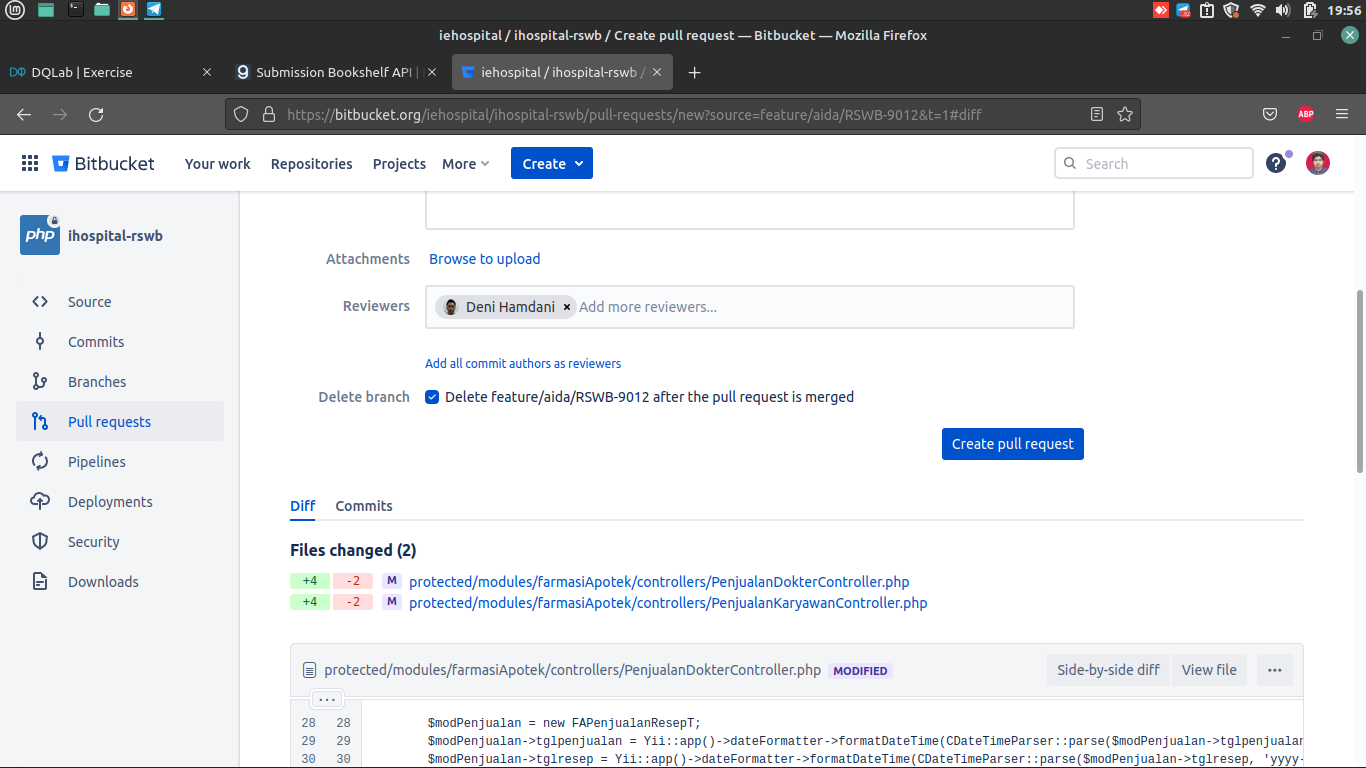 19:56
iehospital / ihospital-rswb / Create pull request — Bitbucket — Mozilla Firefox
DQLab | Exercise
Submission Bookshelf API |
iehospital / ihospital-rswb /
https://bitbucket.org/iehospital/ihospital-rswb/pull-requests/new?source=feature/aida/RSWB-9012&t=1#diff
ABP
Bitbucket
Your work
Repositories
Projects
More
Create
Search
?
php
ihospital-rswb
Source
Commits
Branches
Pull requests
Pipelines
Deployments
Security
Downloads
Attachments
Browse to upload
Reviewers
Deni Hamdani × Add more reviewers...
Add all commit authors as reviewers
Delete branch
Delete feature/aida/RSWB-9012 after the pull request is merged
Create pull request
Diff
Commits
Files changed (2)
+4 -2 M protected/modules/farmasiApotek/controllers/PenjualanDokterController.php
+4 -2 M protected/modules/farmasiApotek/controllers/PenjualanKaryawanController.php
protected/modules/farmasiApotek/controllers/PenjualanDokterController.php MODIFIED
Side-by-side diff
View file
...
...
28 28 $modPenjualan = new FAPenjualanResepT;
29 29 $modPenjualan->tglpenjualan = Yii::app()->dateFormatter->formatDateTime(CDateTimeParser::parse($modPenjualan->tglpenjualan
30 30 $modPenjualan->tglresep = Yii::app()->dateFormatter->formatDateTime(CDateTimeParser::parse($modPenjualan->tglresep, 'yyyy-